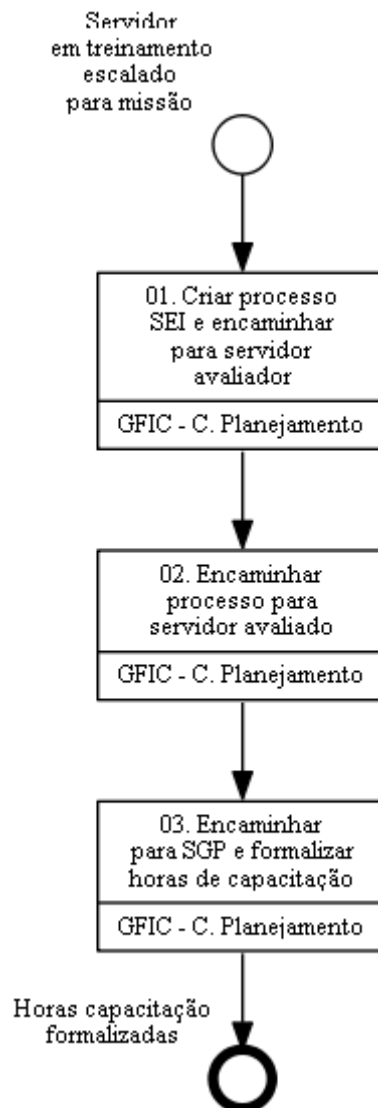 Servidor
em treinamento
escalado
para missão
01. Criar processo
SEI e encaminhar
para servidor
avaliador
GFIC - C. Planejamento
02. Encaminhar
processo para
servidor avaliado
GFIC - C. Planejamento
03. Encaminhar
para SGP e formalizar
horas de capacitação
GFIC - C. Planejamento
Horas capacitação
formalizadas